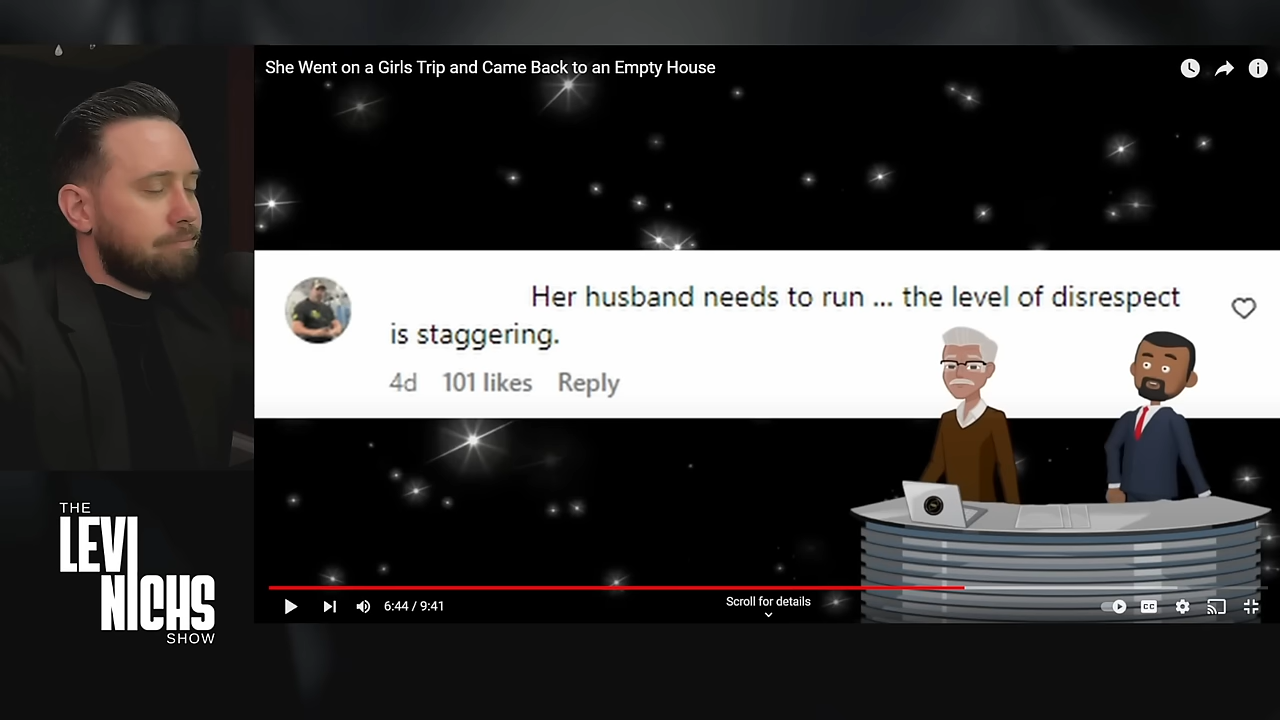 She Went on a Girls Trip and Came Back to an Empty House
Her husband needs to run ... the level of disrespect
is staggering.
4d 101 likes Reply
6:44 / 9:41
Scroll for details
CC
THE
LEVI
NICHS
SHOW